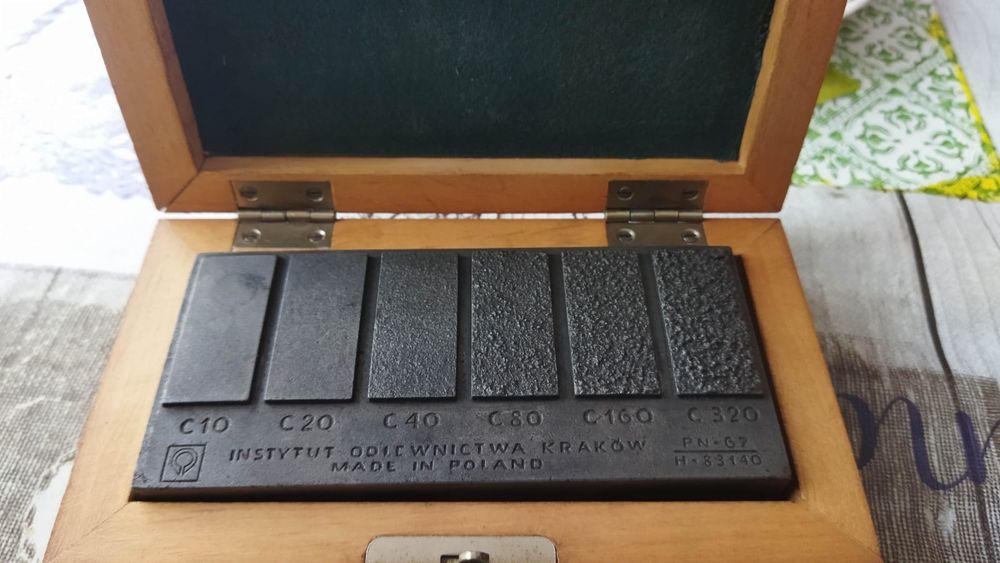 C10 C20 C40 C80 C160 C320
INSTYTUT ODLEWNICTWA KRAKÓW
MADE IN POLAND
PN-67
H-83140